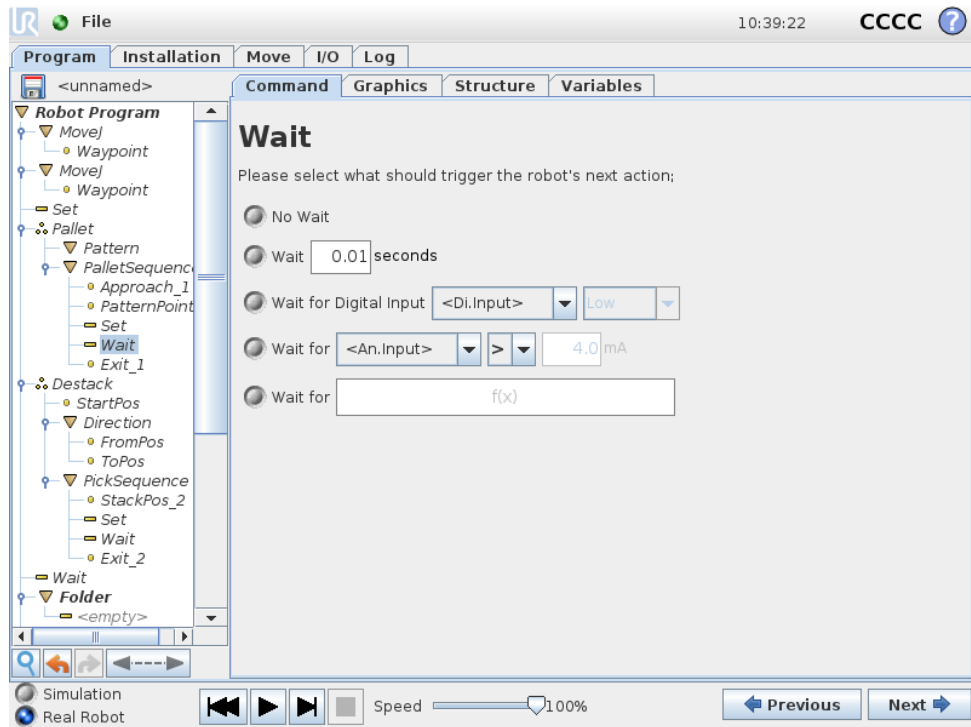 UR File 10:39:22 CCCC ?
Program Installation Move I/O Log
<unnamed>
Command Graphics Structure Variables
Robot Program
MoveJ
Waypoint
MoveJ
Waypoint
Set
Pallet
Pattern
PalletSequenc
Approach_1
PatternPoint
Set
Wait
Exit_1
Destack
StartPos
Direction
FromPos
ToPos
PickSequence
StackPos_2
Set
Wait
Exit_2
Wait
Folder
<empty>
Wait
Please select what should trigger the robot's next action;
No Wait
Wait 0.01 seconds
Wait for Digital Input <Di.Input> Low
Wait for <An.Input> > 4.0 mA
Wait for f(x)
Simulation
Real Robot
Speed 100%
Previous Next